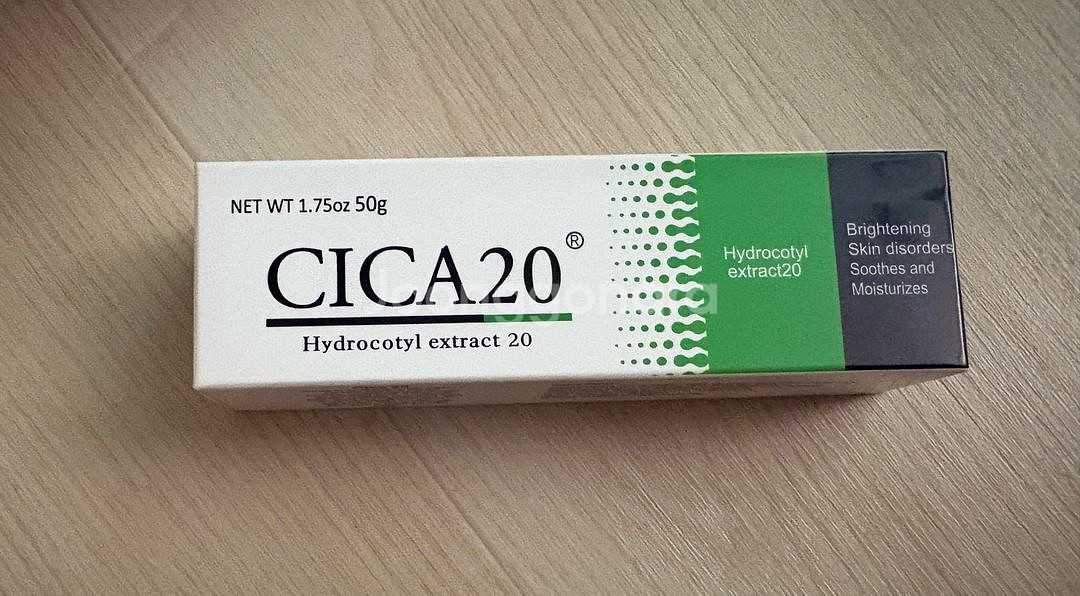 NET WT 1.75oz 50g
CICA20®
Hydrocotyl extract 20
Hydrocotyl
extract20
Brightening
Skin disorders
Soothes and
Moisturizes